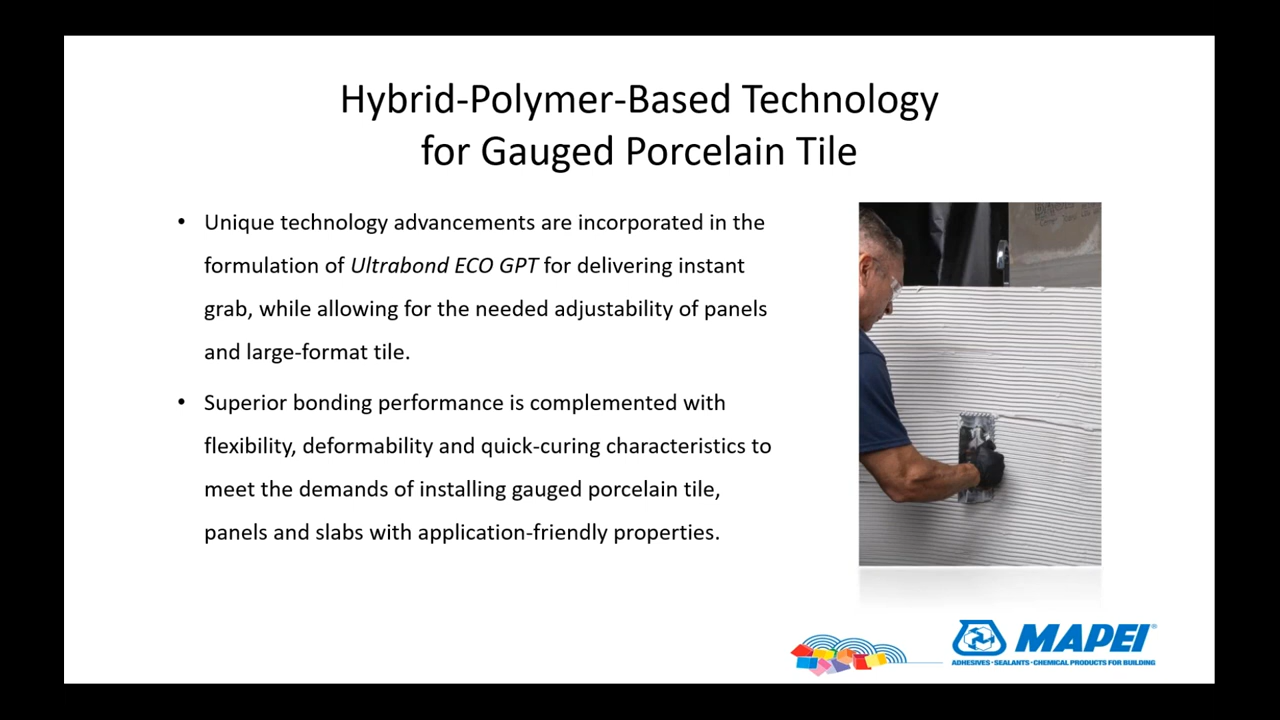 Hybrid-Polymer-Based Technology
for Gauged Porcelain Tile
• Unique technology advancements are incorporated in the
formulation of Ultrabond ECO GPT for delivering instant
grab, while allowing for the needed adjustability of panels
and large-format tile.
• Superior bonding performance is complemented with
flexibility, deformability and quick-curing characteristics to
meet the demands of installing gauged porcelain tile,
panels and slabs with application-friendly properties.
MAPEI®
ADHESIVES • SEALANTS • CHEMICAL PRODUCTS FOR BUILDING